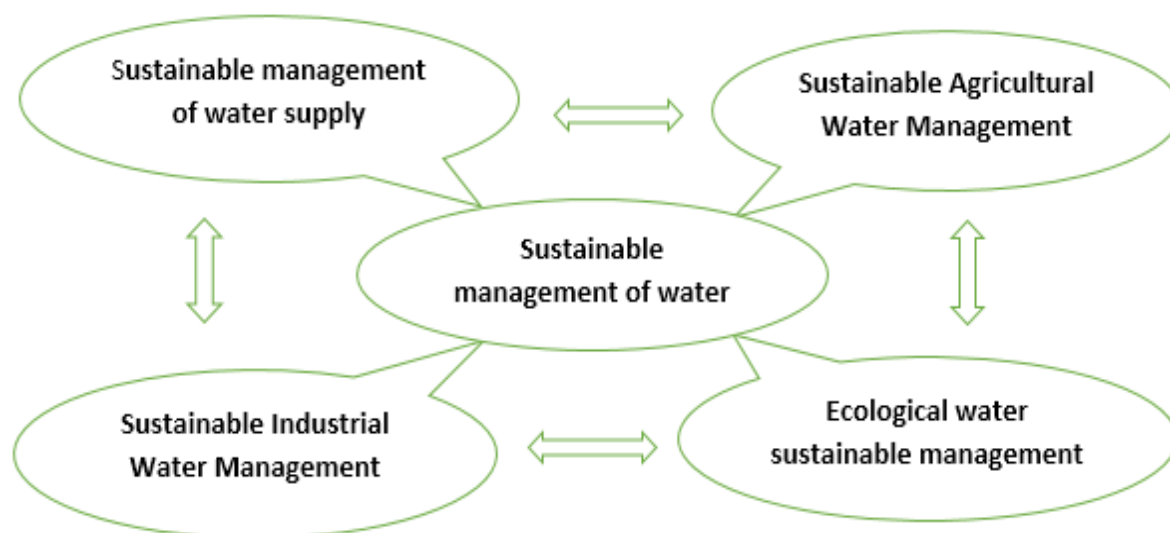 Sustainable management
of water supply
Sustainable Agricultural
Water Management
Sustainable
management of water
Sustainable Industrial
Water Management
Ecological water
sustainable management